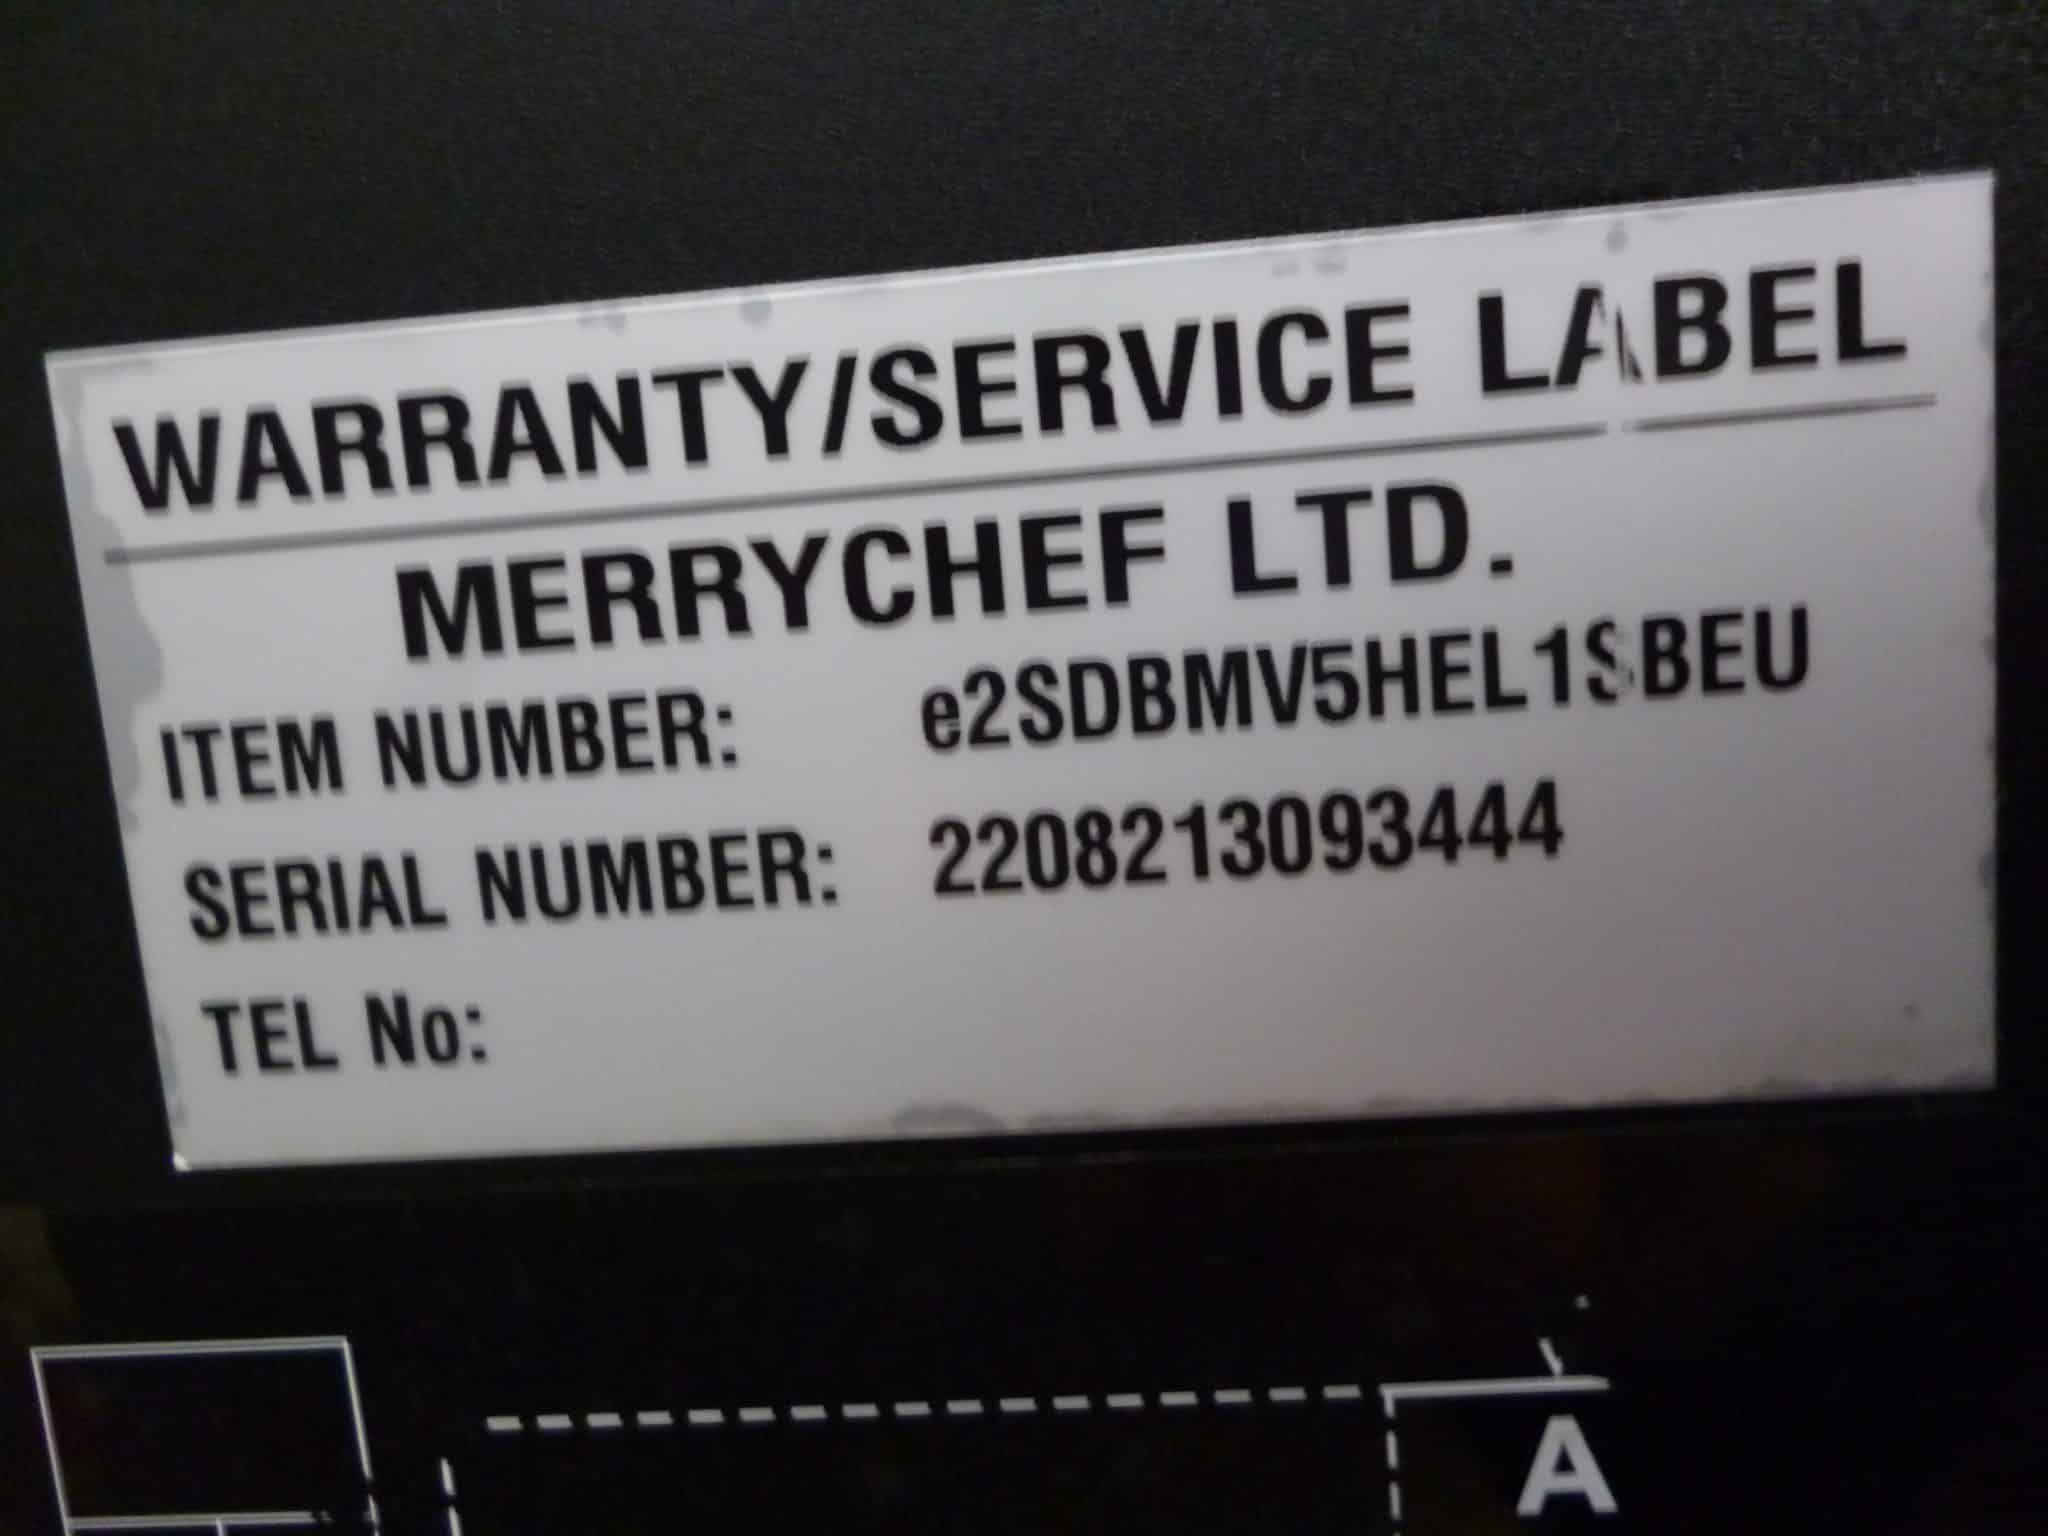 WARRANTY/SERVICE LABEL
MERRYCHEF LTD.
ITEM NUMBER: e2SDBMV5HEL1SBEU
SERIAL NUMBER: 2208213093444
TEL No:
A